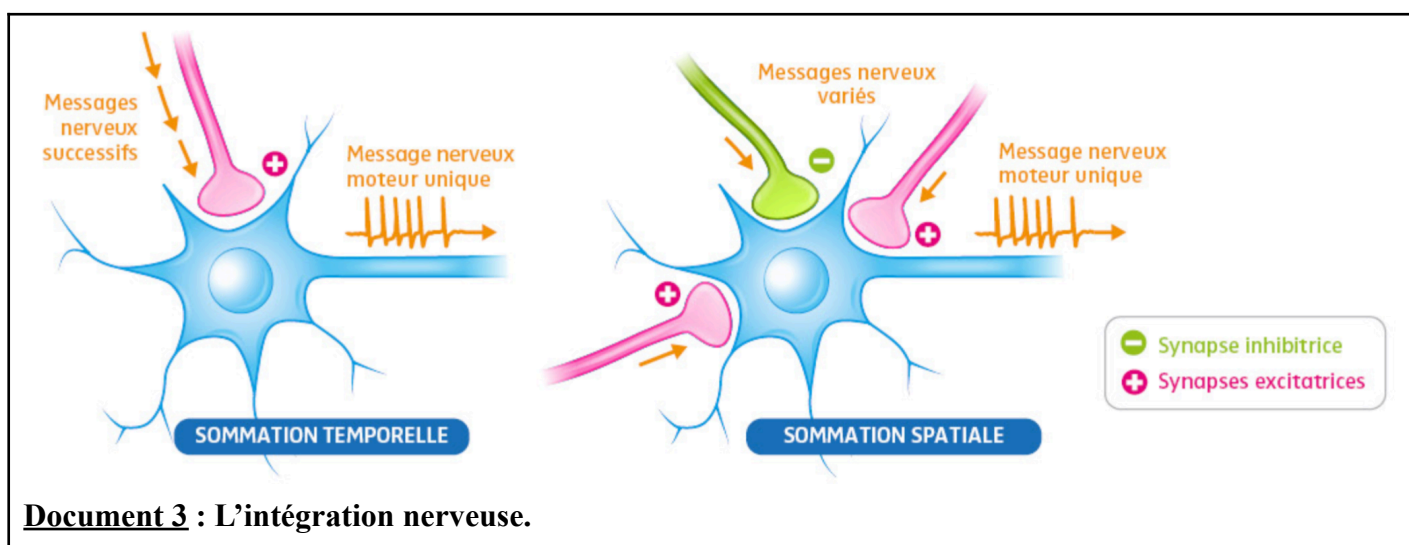 Messages
nerveux
successifs
Message nerveux
moteur unique
SOMMATION TEMPORELLE
Messages nerveux
variés
Message nerveux
moteur unique
SOMMATION SPATIALE
Synapse inhibitrice
Synapses excitatrices
Document 3 : L’intégration nerveuse.